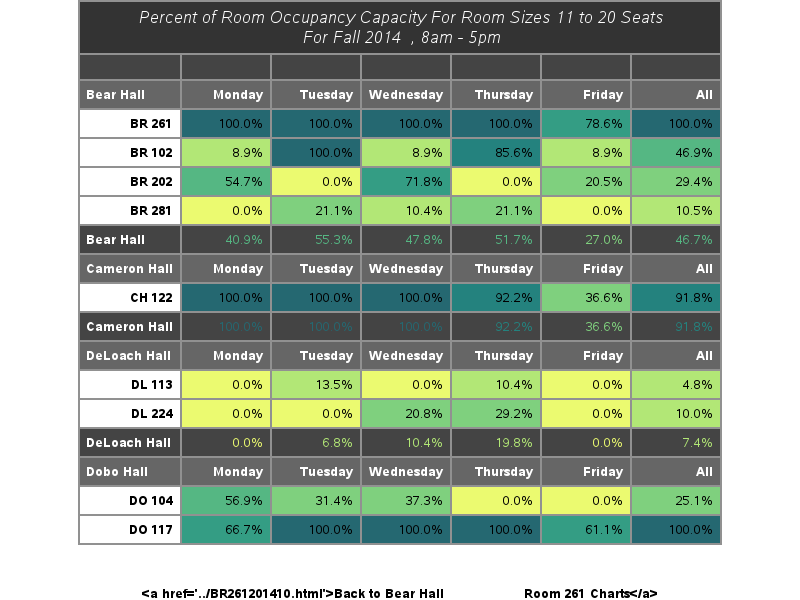 Percent of Room Occupancy Capacity For Room Sizes 11 to 20 Seats
For Fall 2014 , 8am - 5pm
Bear Hall Monday Tuesday Wednesday Thursday Friday All
BR 261 100.0% 100.0% 100.0% 100.0% 78.6% 100.0%
BR 102 8.9% 100.0% 8.9% 85.6% 8.9% 46.9%
BR 202 54.7% 0.0% 71.8% 0.0% 20.5% 29.4%
BR 281 0.0% 21.1% 10.4% 21.1% 0.0% 10.5%
Bear Hall 40.9% 55.3% 47.8% 51.7% 27.0% 46.7%
Cameron Hall Monday Tuesday Wednesday Thursday Friday All
CH 122 100.0% 100.0% 100.0% 92.2% 36.6% 91.8%
Cameron Hall 100.0% 100.0% 100.0% 92.2% 36.6% 91.8%
DeLoach Hall Monday Tuesday Wednesday Thursday Friday All
DL 113 0.0% 13.5% 0.0% 10.4% 0.0% 4.8%
DL 224 0.0% 0.0% 20.8% 29.2% 0.0% 10.0%
DeLoach Hall 0.0% 6.8% 10.4% 19.8% 0.0% 7.4%
Dobo Hall Monday Tuesday Wednesday Thursday Friday All
DO 104 56.9% 31.4% 37.3% 0.0% 0.0% 25.1%
DO 117 66.7% 100.0% 100.0% 100.0% 61.1% 100.0%
<a href='../BR261201410.html'>Back to Bear Hall Room 261 Charts</a>